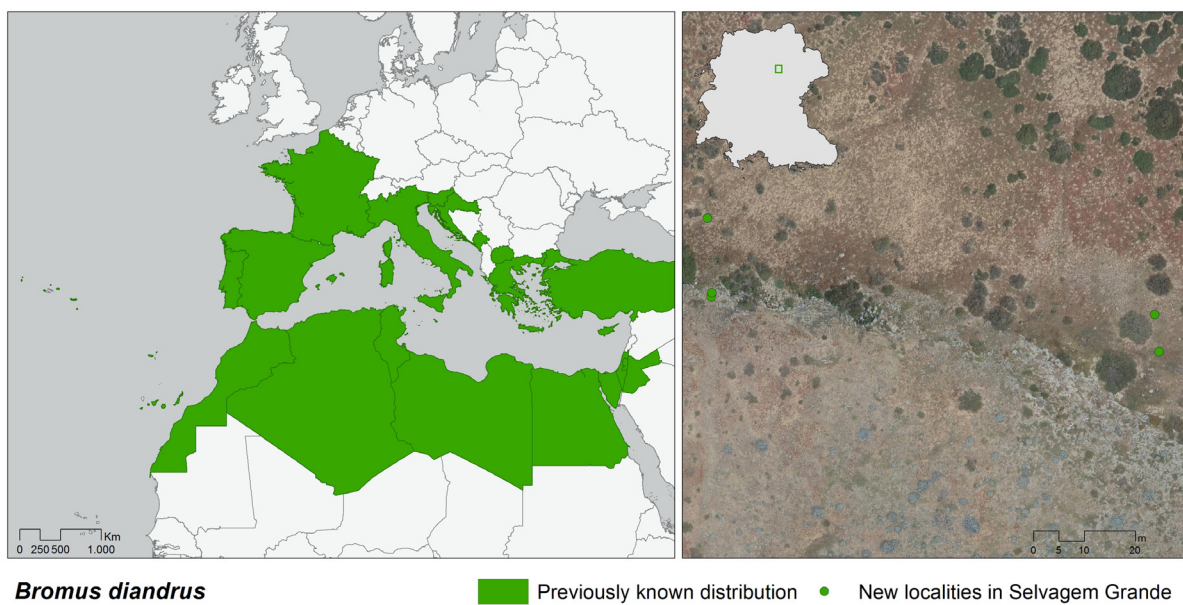 Km
0 250 500 1.000
m
0 5 10 20
Bromus diandrus
Previously known distribution
New localities in Selvagem Grande